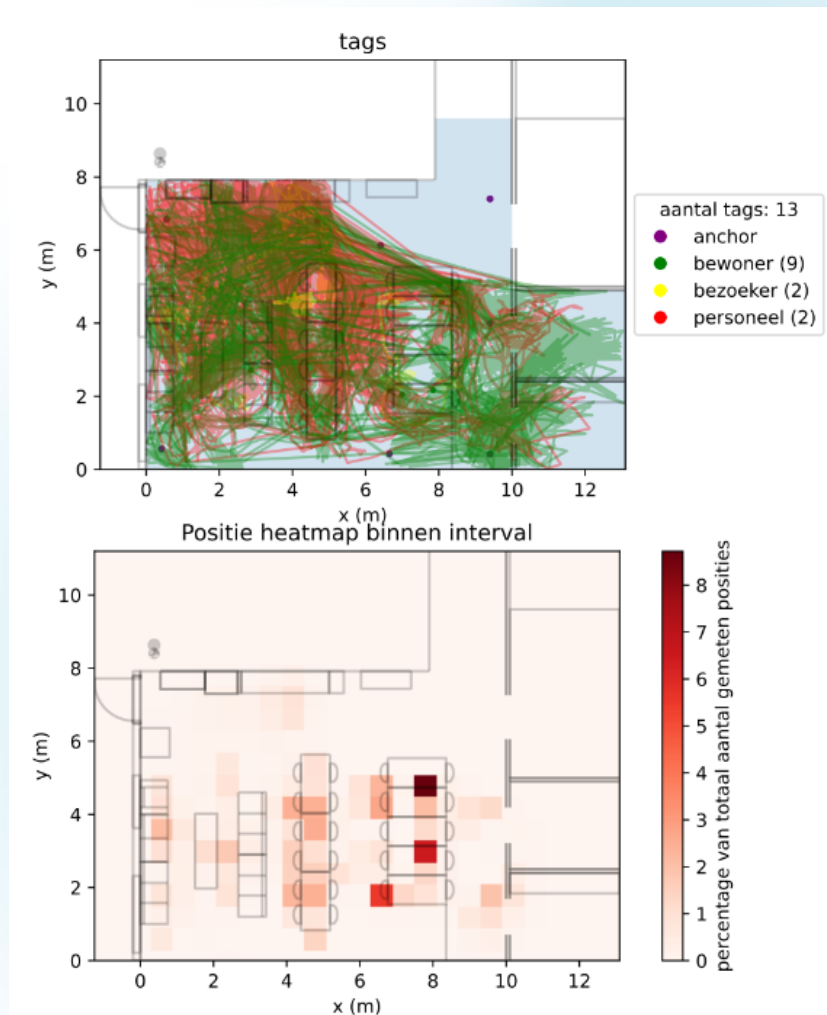 tags
10
8
6
4
2
0
y (m)
0 2 4 6 8 10 12
x (m)
aantal tags: 13
anchor
bewoner (9)
bezoeker (2)
personeel (2)
Positie heatmap binnen interval
10
8
6
4
2
0
y (m)
0 2 4 6 8 10 12
x (m)
8
7
6
5
4
3
2
1
0
percentage van totaal aantal gemeten posities